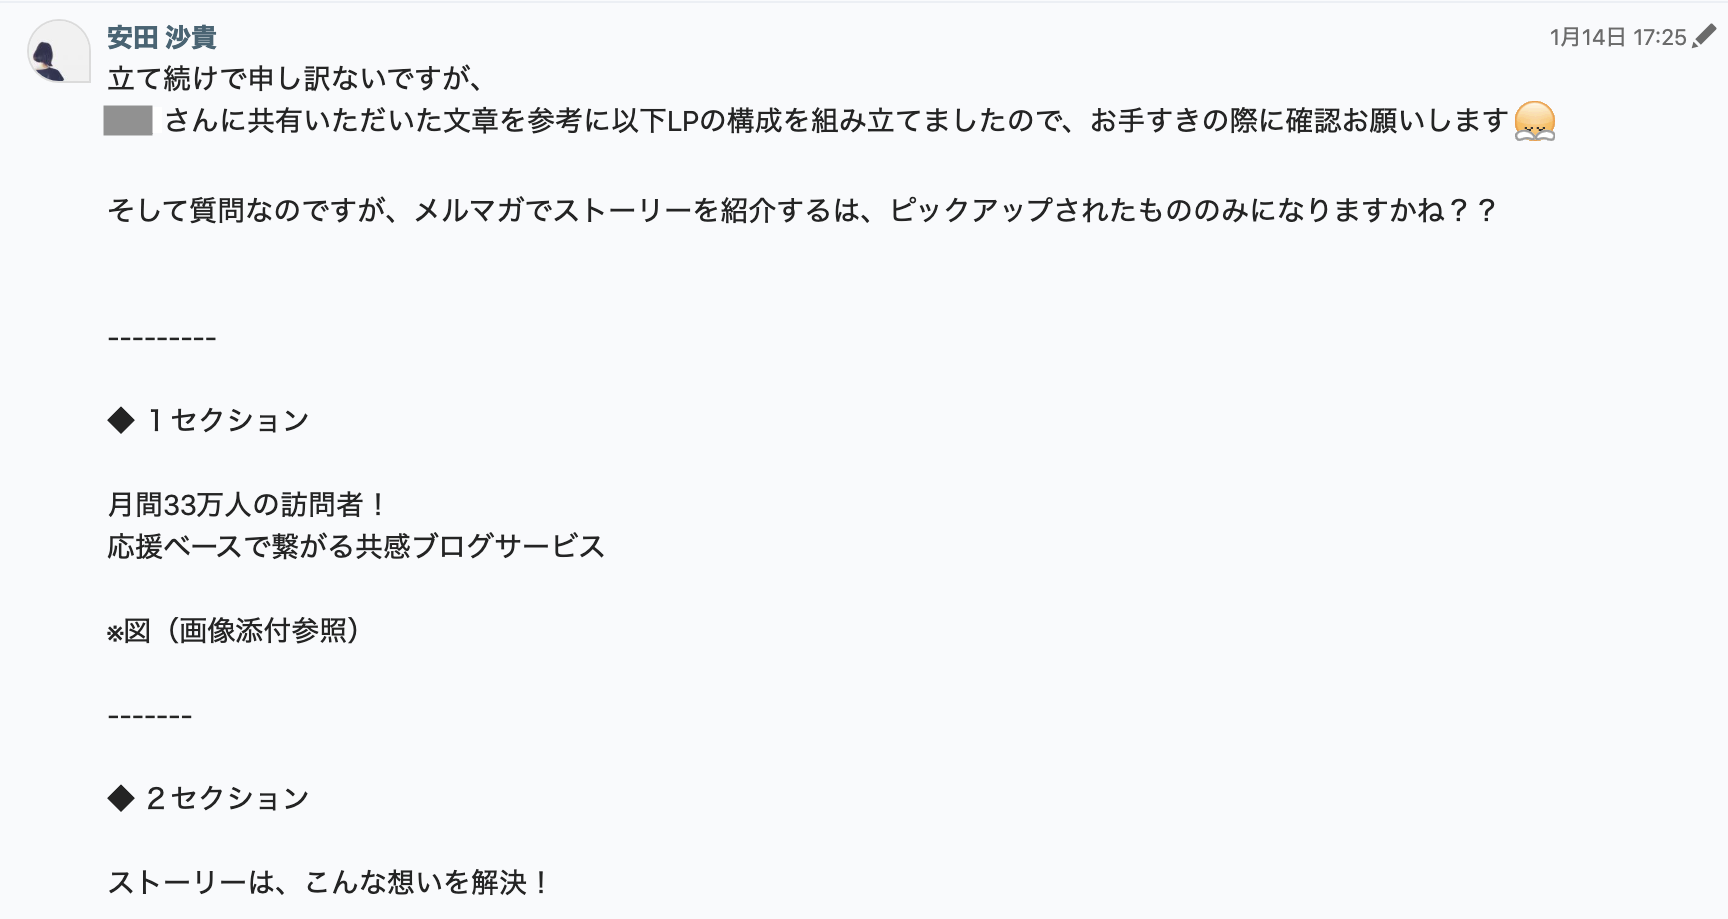 安田 沙貴
1月14日 17:25
立て続けで申し訳ないですが、
さんに共有いただいた文章を参考に以下LPの構成を組み立てましたので、お手すきの際に確認お願いします
そして質問なのですが、メルマガでストーリーを紹介するは、ピックアップされたもののみになりますかね？？
---------
◆ １セクション
月間33万人の訪問者！
応援ベースで繋がる共感ブログサービス
※図（画像添付参照）
-------
◆ ２セクション
ストーリーは、こんな想いを解決！